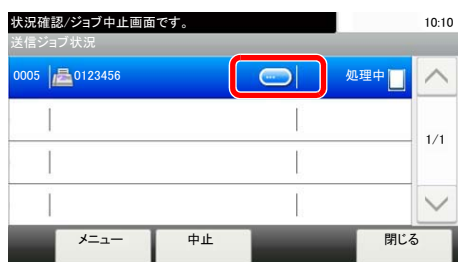 状況確認/ジョブ中止画面です。 10:10
送信ジョブ状況
0005 0123456 ... 処理中
1/1
メニュー 中止 閉じる